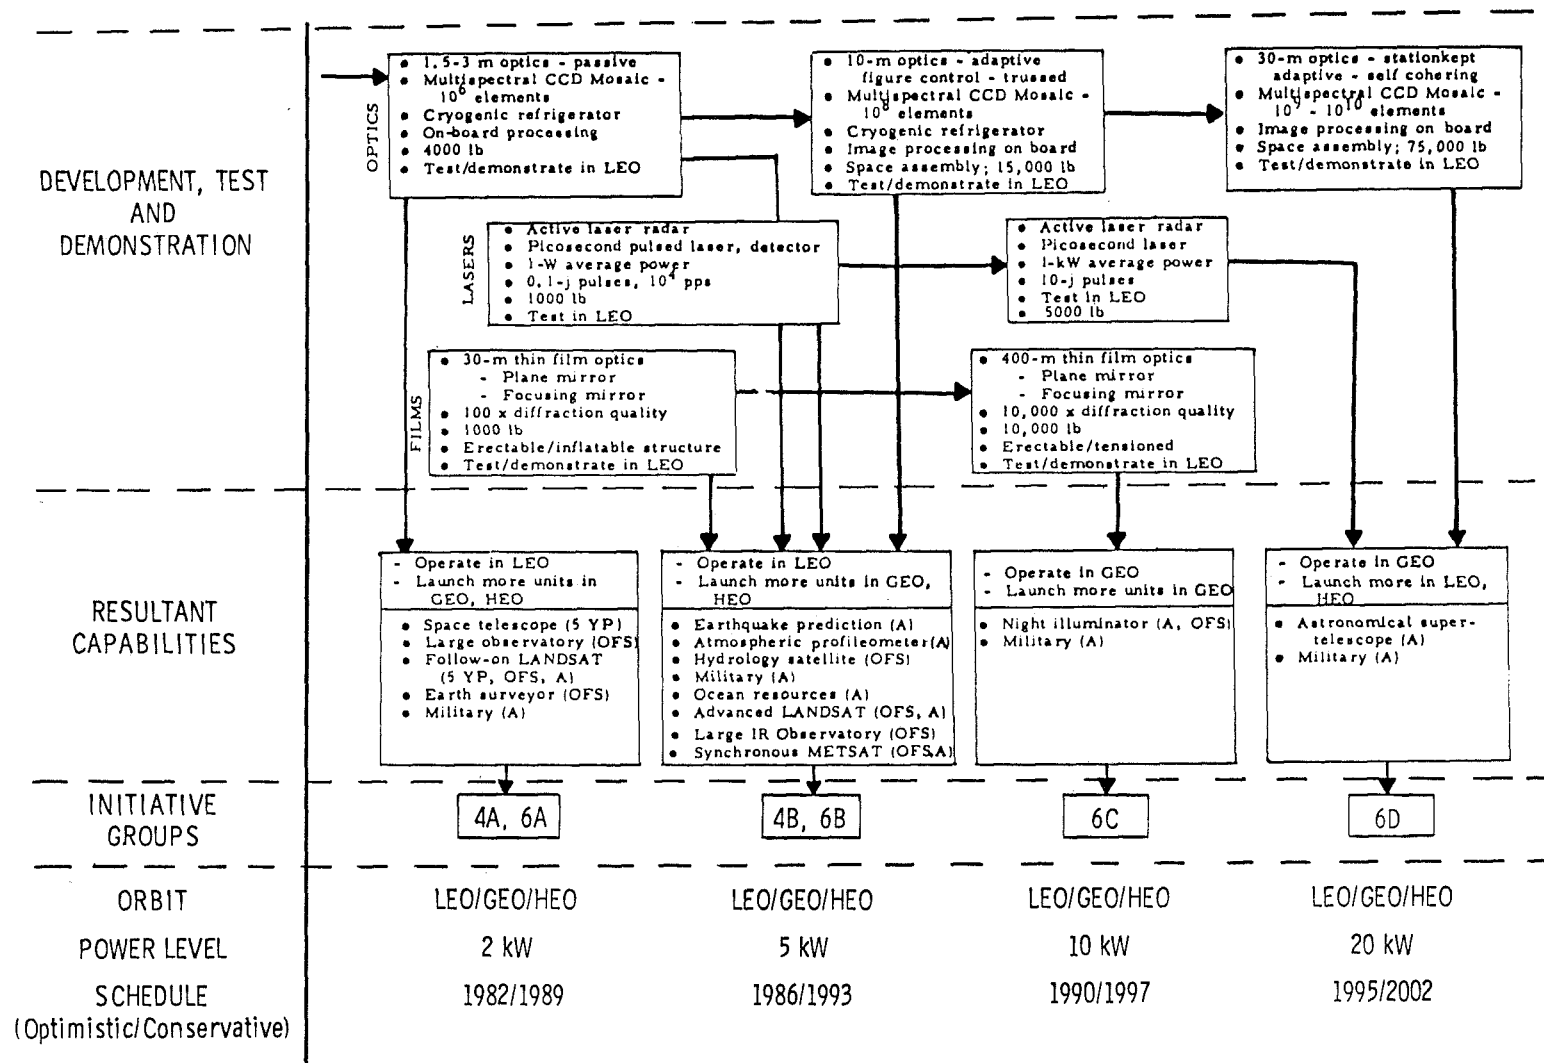 DEVELOPMENT, TEST
AND
DEMONSTRATION
OPTICS
• 1.5-3 m optics - passive
• Multispectral CCD Mosaic -
10⁶ elements
• Cryogenic refrigerator
• On-board processing
• 4000 lb
• Test/demonstrate in LEO
• 10-m optics - adaptive
figure control - trussed
• Multispectral CCD Mosaic -
10⁸ elements
• Cryogenic refrigerator
• Image processing on board
• Space assembly; 15,000 lb
• Test/demonstrate in LEO
• 30-m optics - stationkept
adaptive - self cohering
• Multispectral CCD Mosaic -
10⁹ - 10¹⁰ elements
• Image processing on board
• Space assembly; 75,000 lb
• Test/demonstrate in LEO
LASERS
• Active laser radar
• Picosecond pulsed laser, detector
• 1-W average power
• 0.1-j pulses, 10⁴ pps
• 1000 lb
• Test in LEO
• Active laser radar
• Picosecond laser
• 1-kW average power
• 10-j pulses
• Test in LEO
• 5000 lb
FILMS
• 30-m thin film optics
- Plane mirror
- Focusing mirror
• 100 x diffraction quality
• 1000 lb
• Erectable/inflatable structure
• Test/demonstrate in LEO
• 400-m thin film optics
- Plane mirror
- Focusing mirror
• 10,000 x diffraction quality
• 10,000 lb
• Erectable/tensioned
• Test/demonstrate in LEO
RESULTANT
CAPABILITIES
- Operate in LEO
- Launch more units in
GEO, HEO
• Space telescope (5 YP)
• Large observatory (OFS)
• Follow-on LANDSAT
(5 YP, OFS, A)
• Earth surveyor (OFS)
• Military (A)
- Operate in LEO
- Launch more units in GEO,
HEO
• Earthquake prediction (A)
• Atmospheric profileometer (A)
• Hydrology satellite (OFS)
• Military (A)
• Ocean resources (A)
• Advanced LANDSAT (OFS, A)
• Large IR Observatory (OFS)
• Synchronous METSAT (OFS,A)
- Operate in GEO
- Launch more units in GEO
• Night illuminator (A, OFS)
• Military (A)
- Operate in GEO
- Launch more in LEO,
HEO
• Astronomical super-
telescope (A)
• Military (A)
INITIATIVE
GROUPS
4A, 6A
4B, 6B
6C
6D
ORBIT
LEO/GEO/HEO
LEO/GEO/HEO
LEO/GEO/HEO
LEO/GEO/HEO
POWER LEVEL
2 kW
5 kW
10 kW
20 kW
SCHEDULE
(Optimistic/Conservative)
1982/1989
1986/1993
1990/1997
1995/2002